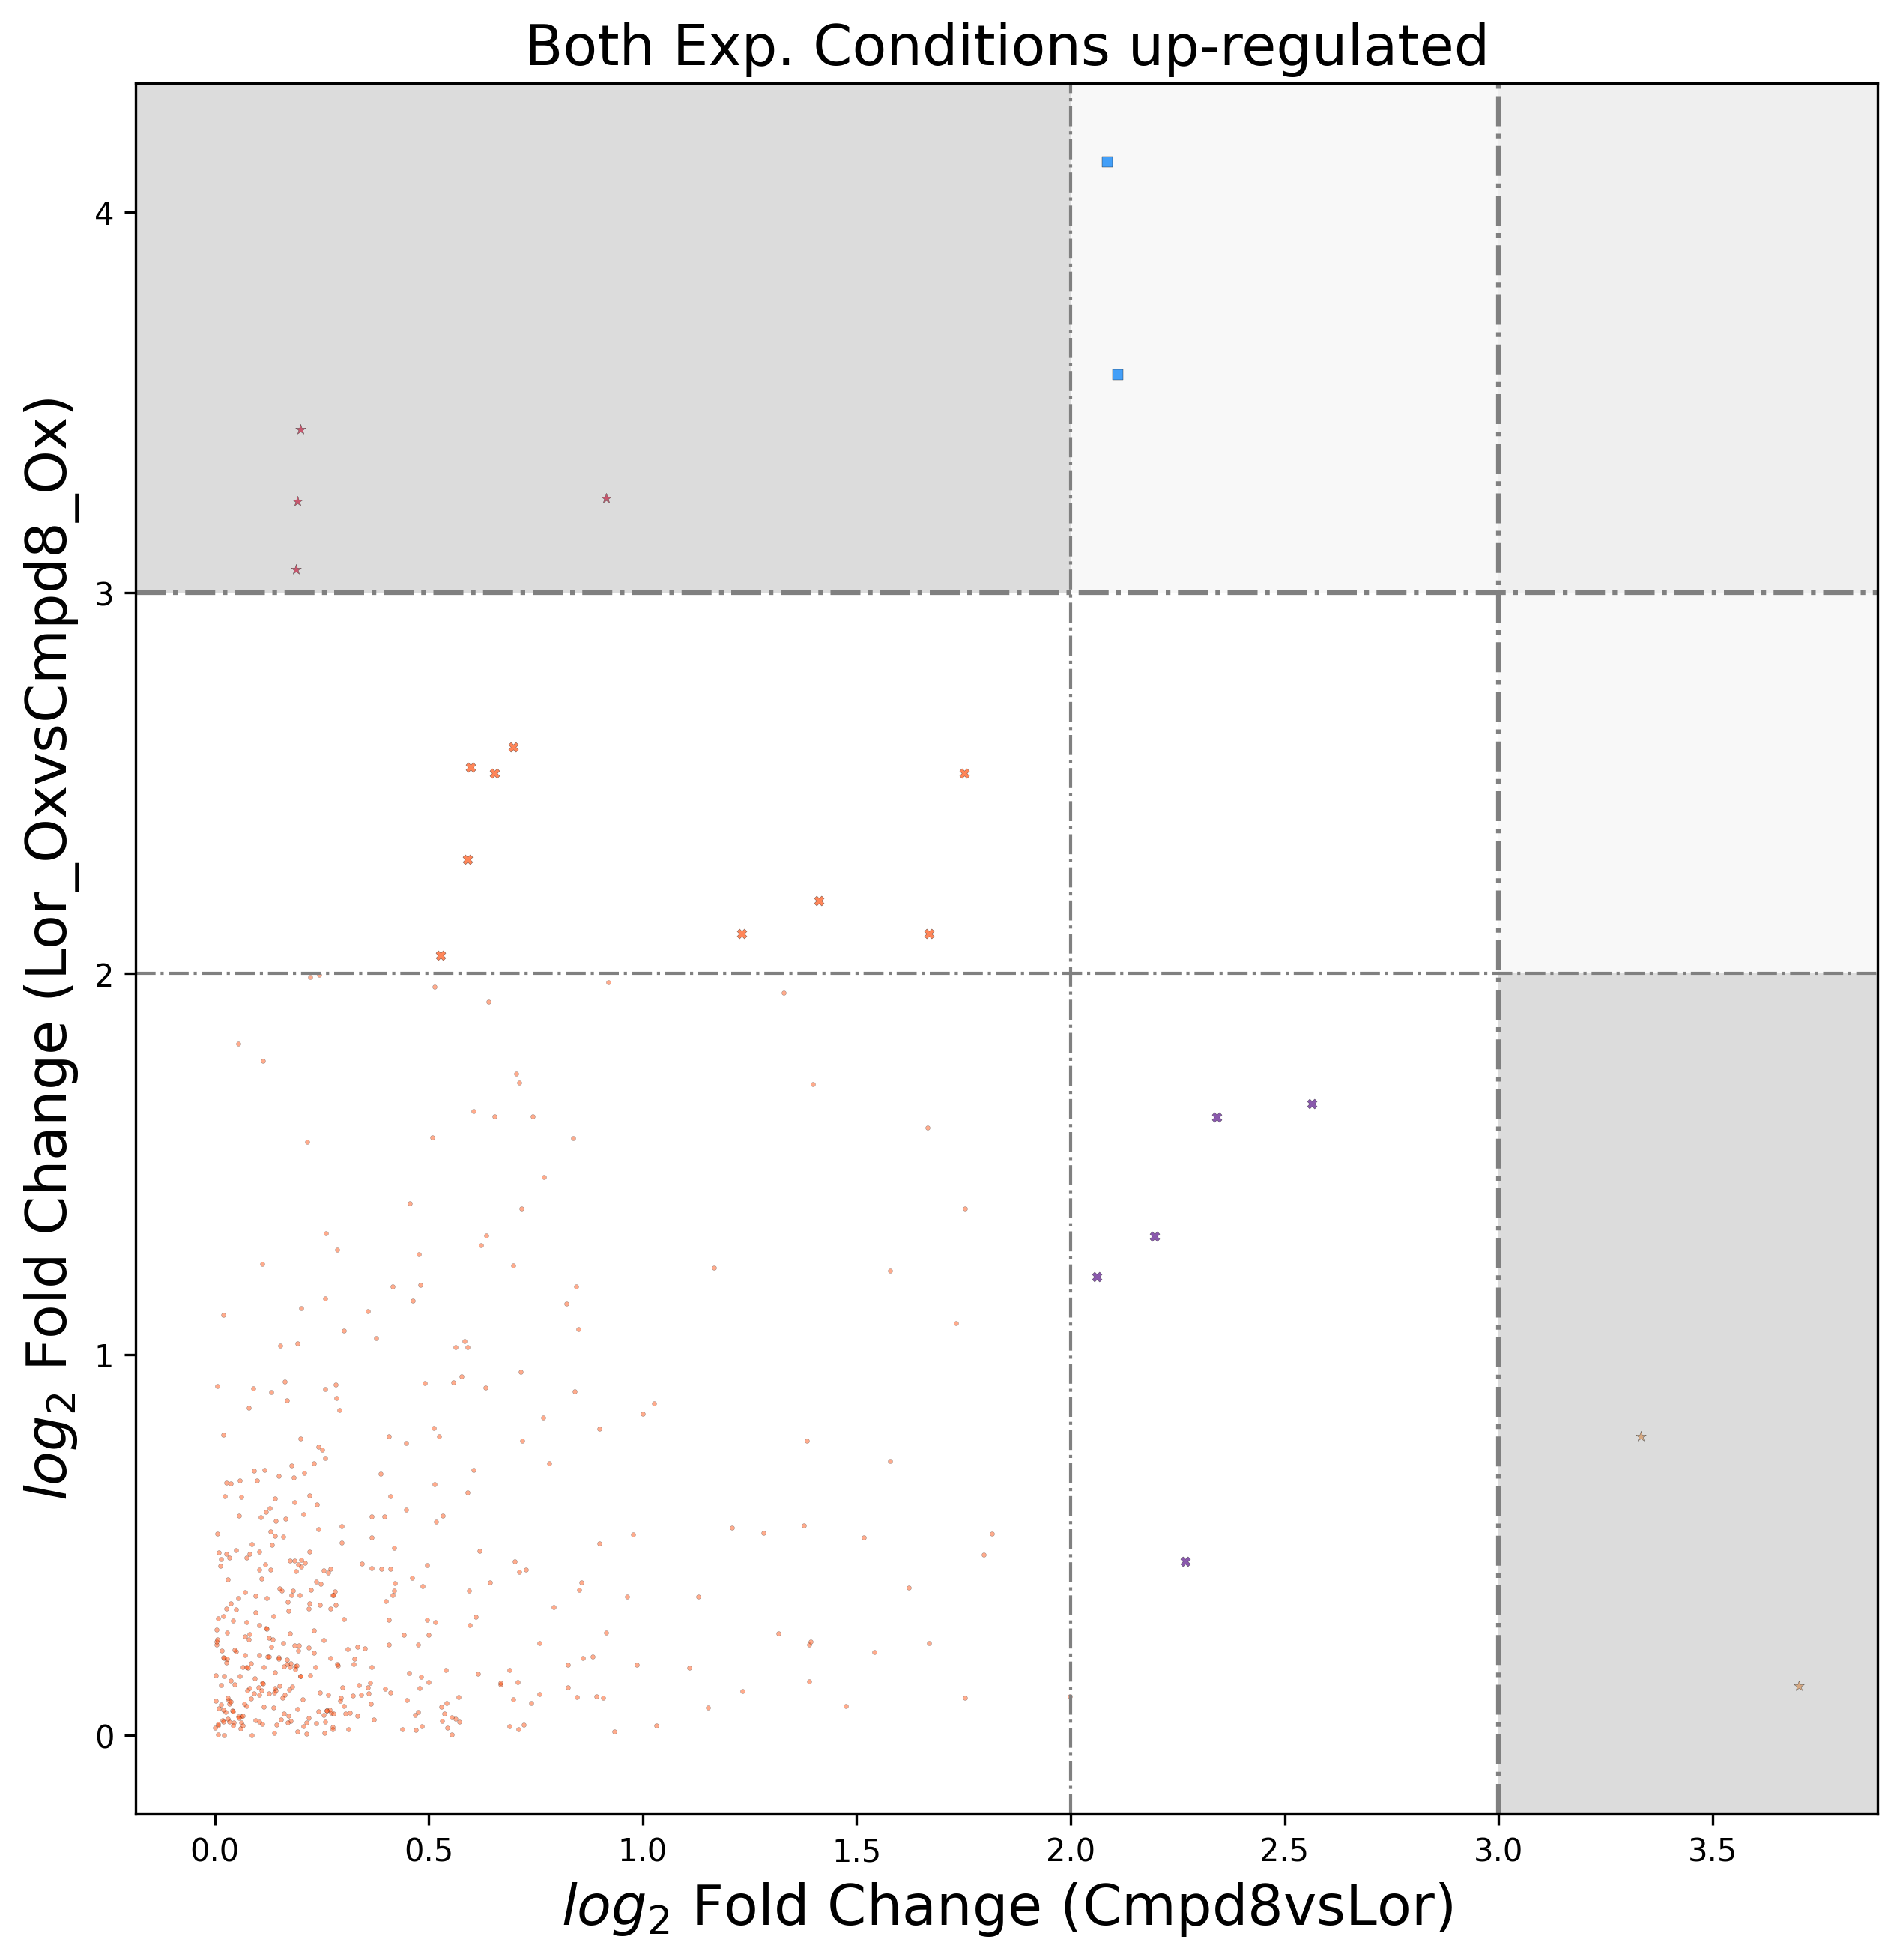 Both Exp. Conditions up-regulated
log₂ Fold Change (Lor_OxvsCmpd8_Ox)
4
3
2
1
0
0.0 0.5 1.0 1.5 2.0 2.5 3.0 3.5
log₂ Fold Change (Cmpd8vsLor)